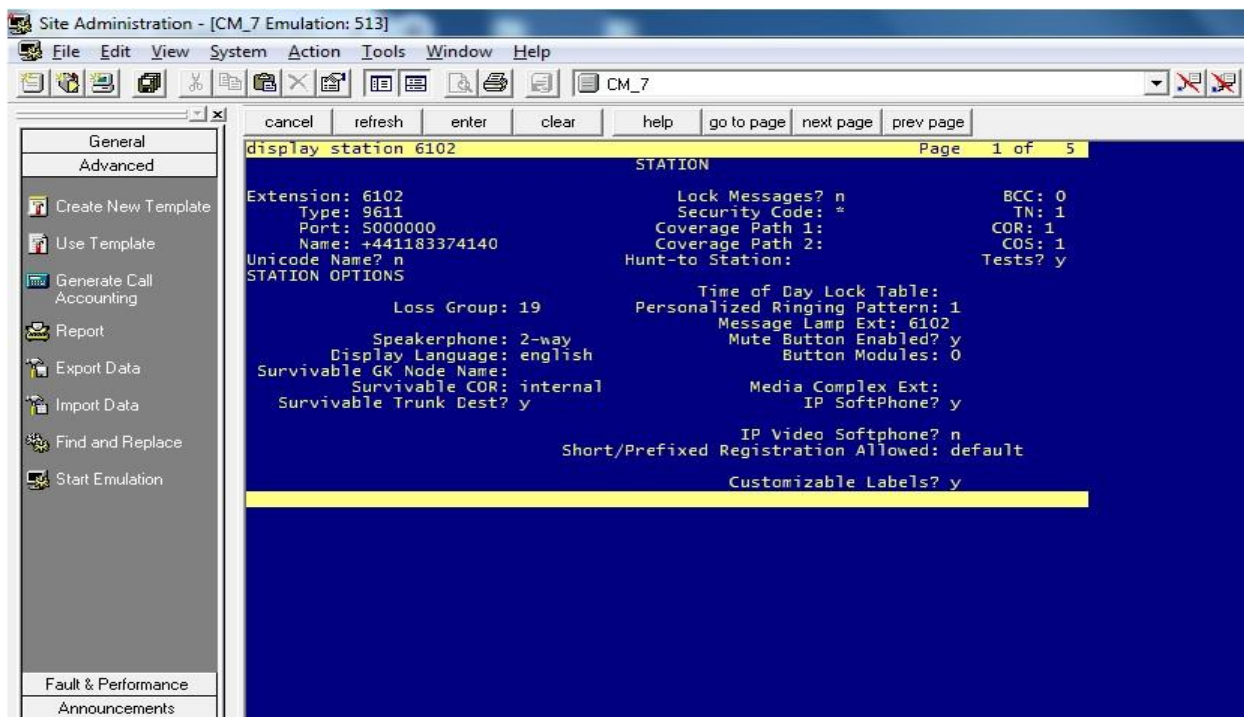 Site Administration - [CM_7 Emulation: 513]
File Edit View System Action Tools Window Help
CM_7
cancel refresh enter clear help go to page next page prev page
General
Advanced
Create New Template
Use Template
Generate Call
Accounting
Report
Export Data
Import Data
Find and Replace
Start Emulation
Fault & Performance
Announcements
display station 6102 Page 1 of 5
STATION
Extension: 6102 Lock Messages? n BCC: 0
Type: 9611 Security Code: * TN: 1
Port: S000000 Coverage Path 1: COR: 1
Name: +441183374140 Coverage Path 2: COS: 1
Unicode Name? n Hunt-to Station: Tests? y
STATION OPTIONS
Time of Day Lock Table:
Loss Group: 19 Personalized Ringing Pattern: 1
Message Lamp Ext: 6102
Speakerphone: 2-way Mute Button Enabled? y
Display Language: english Button Modules: 0
Survivable GK Node Name:
Survivable COR: internal Media Complex Ext:
Survivable Trunk Dest? y IP SoftPhone? y
IP Video Softphone? n
Short/Prefixed Registration Allowed: default
Customizable Labels? y